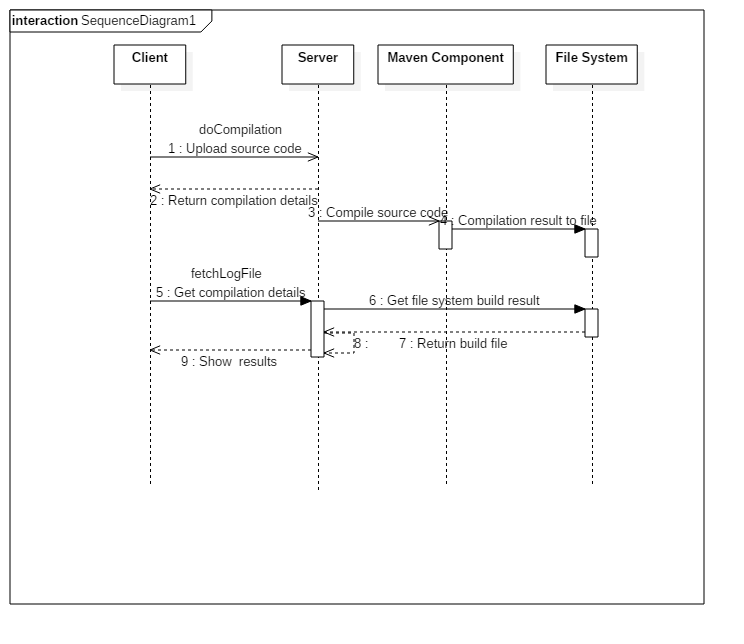 interaction SequenceDiagram1
Client
Server
Maven Component
File System
doCompilation
1 : Upload source code
2 : Return compilation details
3 : Compile source code
4 : Compilation result to file
fetchLogFile
5 : Get compilation details
6 : Get file system build result
8 :
7 : Return build file
9 : Show  results